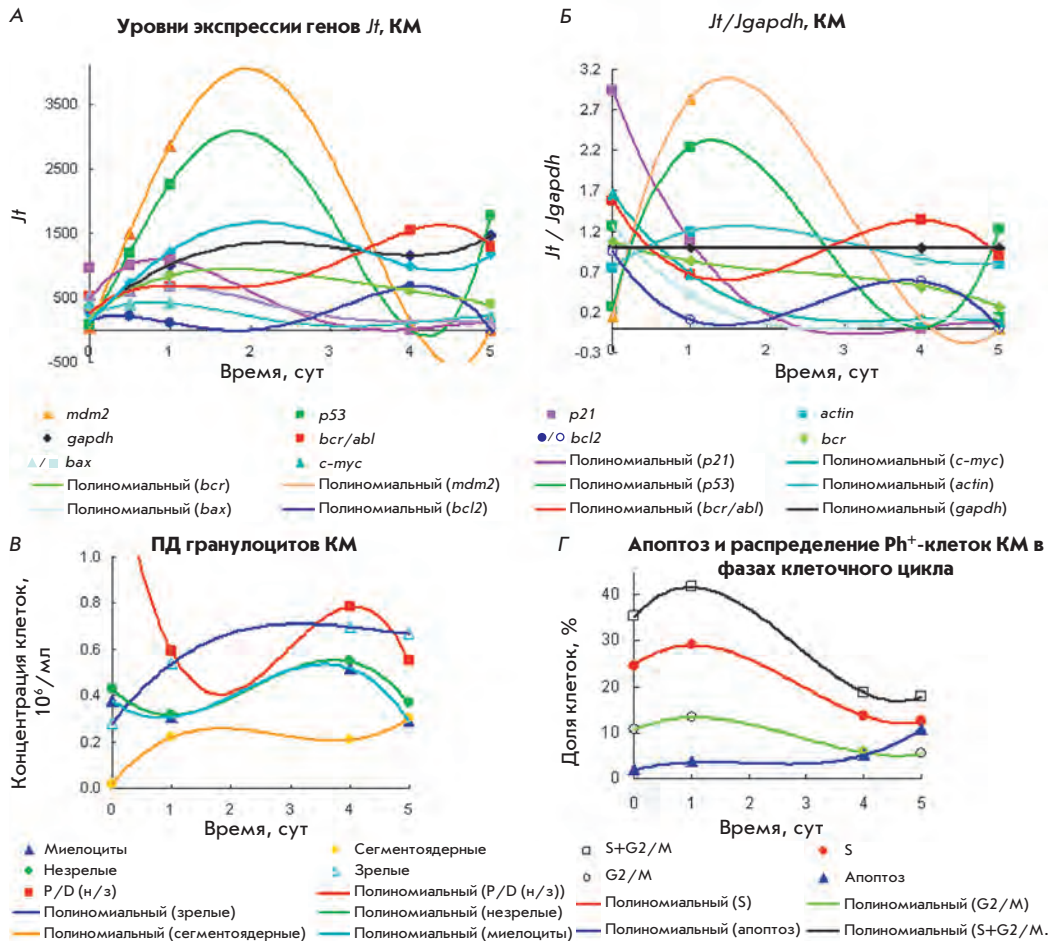 А
Уровни экспрессии генов Jt, КМ
3500
2500
1500
500
-500
Jt
0 1 2 3 4 5
Время, сут
mdm2
p53
gapdh
bcr/abl
/ bax
c-myc
Полиномиальный (bcr)
Полиномиальный (mdm2)
Полиномиальный (bax)
Полиномиальный (bcl2)
Б
Jt/Jgapdh, КМ
3.2
2.7
2.2
1.7
1.2
0.7
0.2
-0.3
Jt / Jgapdh
0 1 2 3 4 5
Время, сут
p21
actin
/ bcl2
bcr
Полиномиальный (p21)
Полиномиальный (c-myc)
Полиномиальный (p53)
Полиномиальный (actin)
Полиномиальный (bcr/abl)
Полиномиальный (gapdh)
В
ПД гранулоцитов КМ
1.0
0.8
0.6
0.4
0.2
0.0
Концентрация клеток,
10⁶/мл
0 1 2 3 4 5
Время, сут
Миелоциты
Сегментоядерные
Незрелые
Зрелые
P/D (н/з)
Полиномиальный (P/D (н/з))
Полиномиальный (зрелые)
Полиномиальный (незрелые)
Полиномиальный (сегментоядерные)
Полиномиальный (миелоциты)
Г
Апоптоз и распределение Ph⁺-клеток КМ в
фазах клеточного цикла
40
30
20
10
0
Доля клеток, %
0 1 2 3 4 5
Время, сут
S+G2/M
S
G2/M
Апоптоз
Полиномиальный (S)
Полиномиальный (G2/M)
Полиномиальный (апоптоз)
Полиномиальный (S+G2/M.